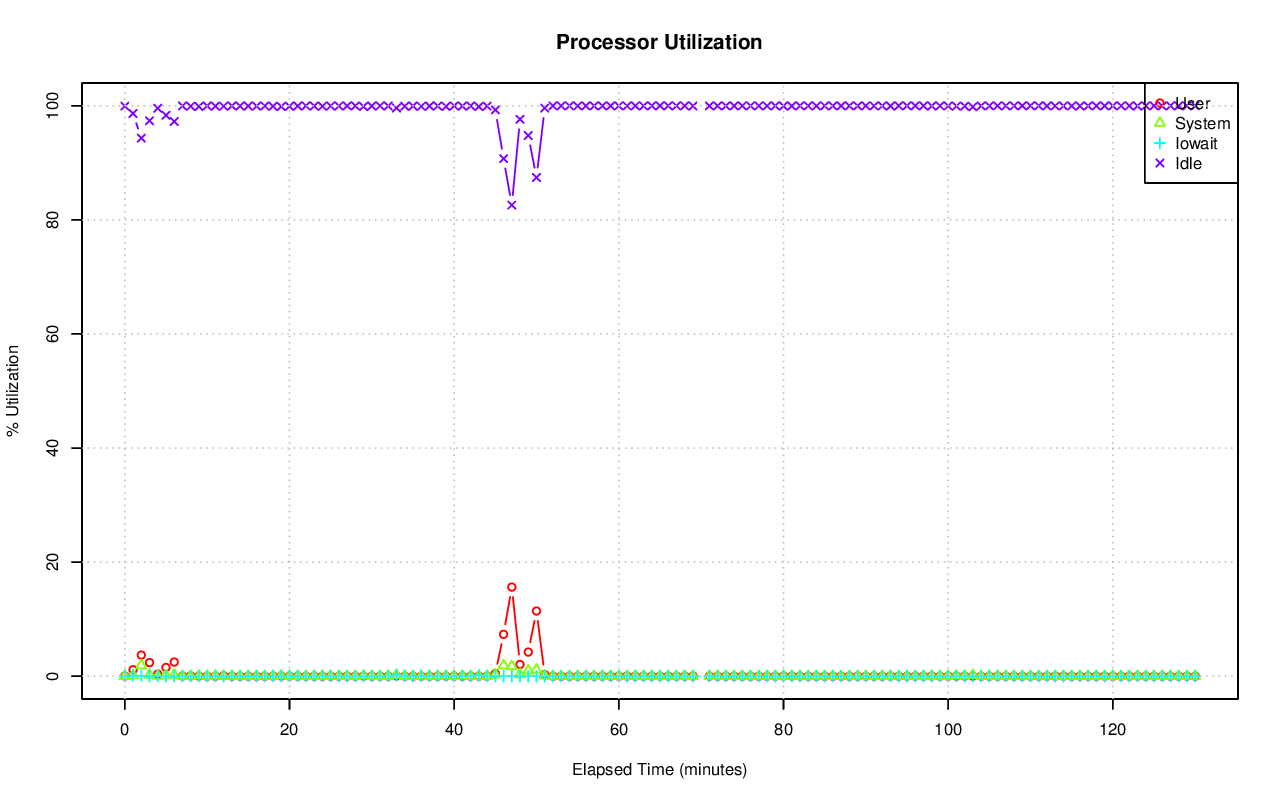 Processor Utilization
100
80
60
40
20
0
% Utilization
User
System
Iowait
Idle
0 20 40 60 80 100 120
Elapsed Time (minutes)